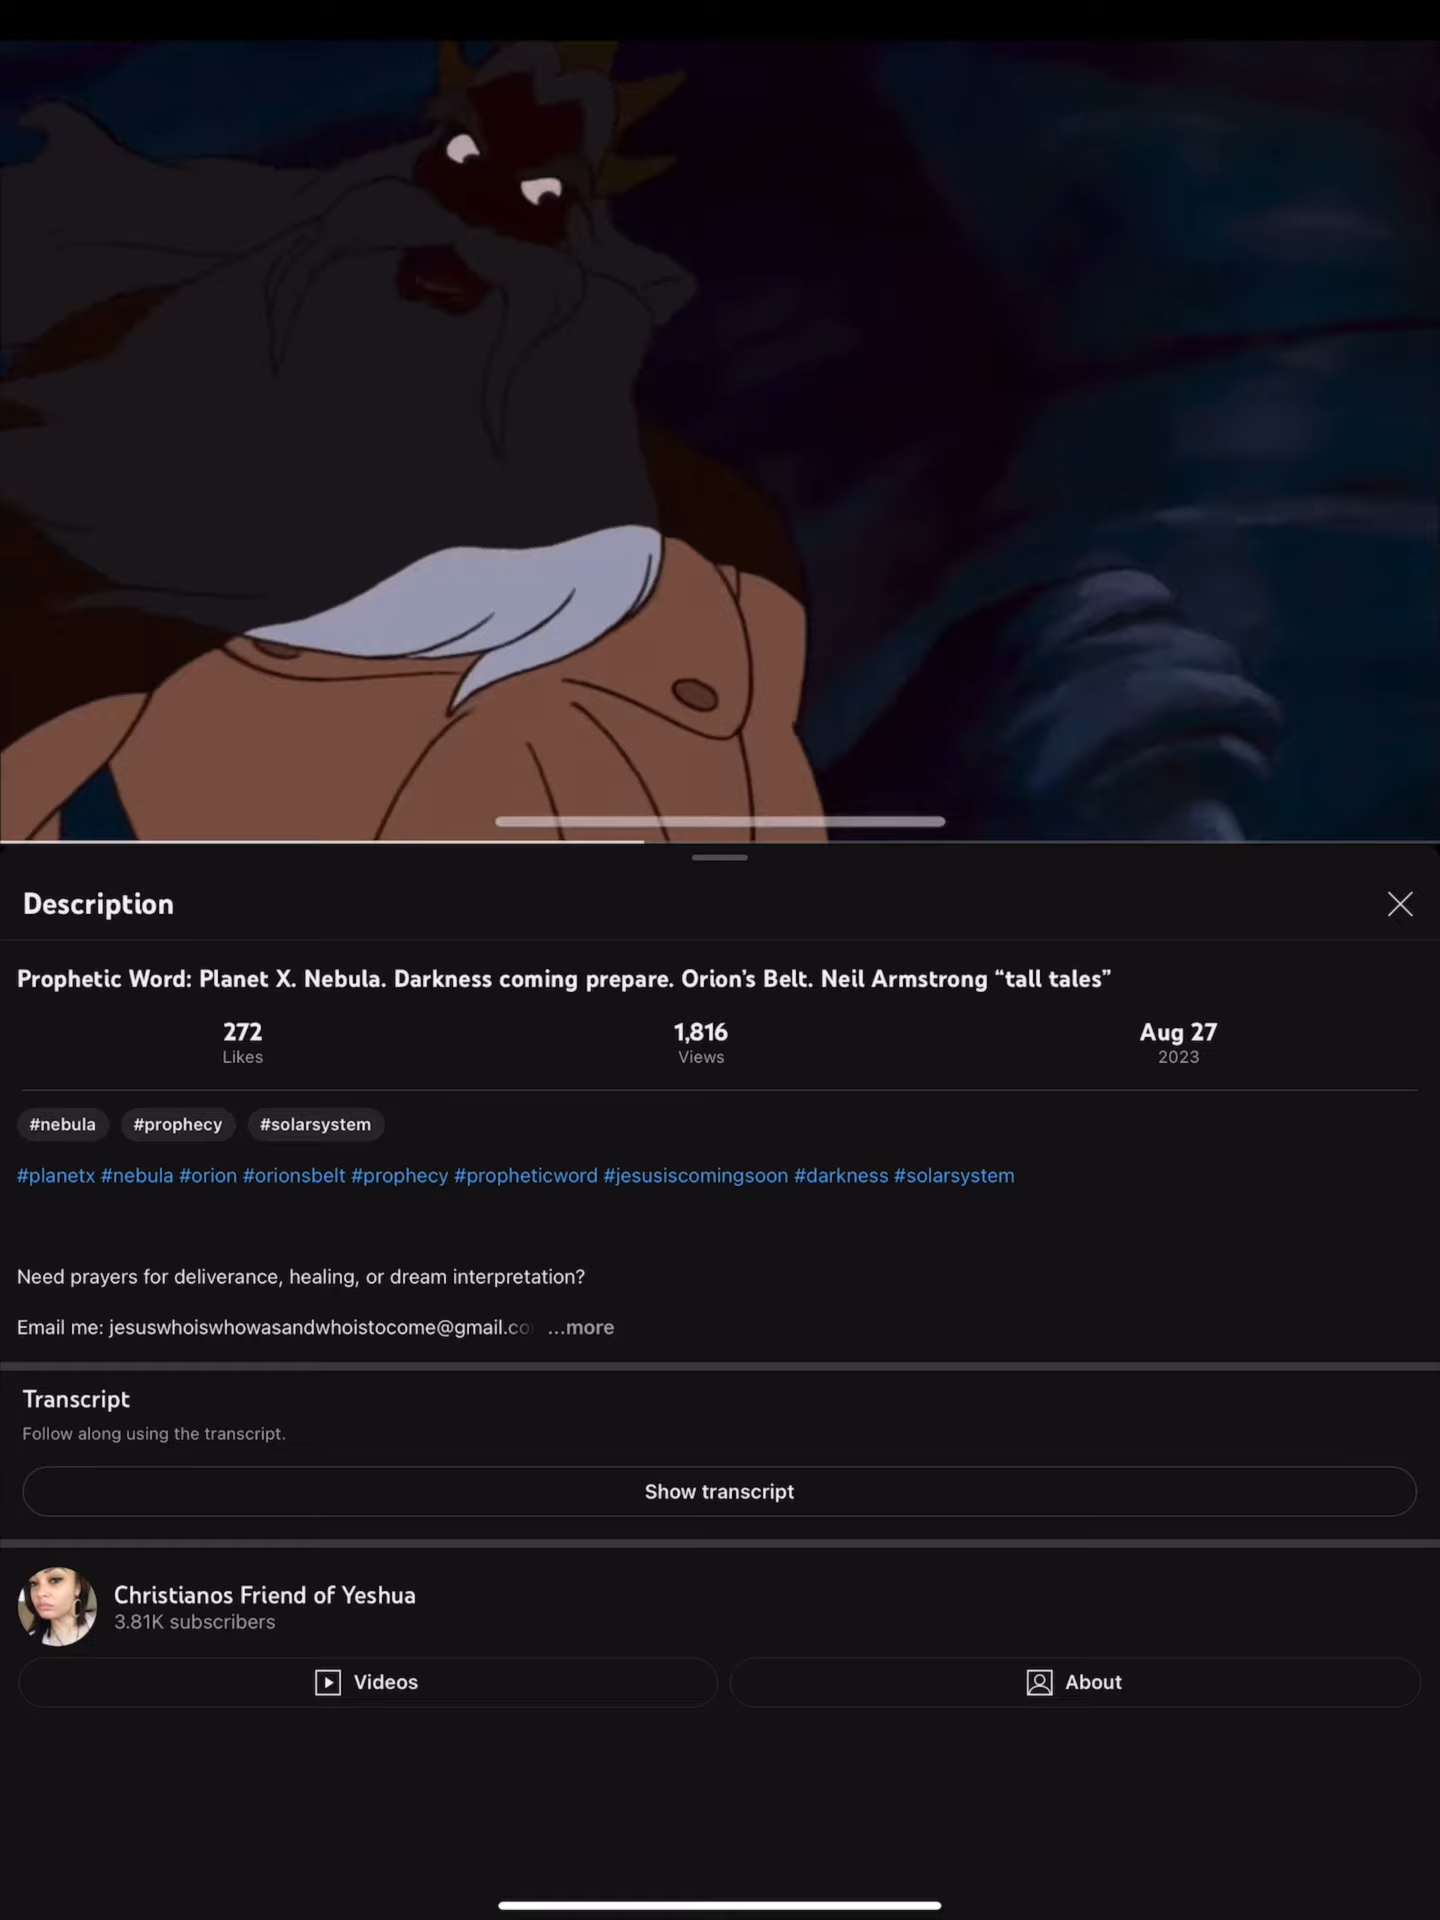 Description
Prophetic Word: Planet X. Nebula. Darkness coming prepare. Orion’s Belt. Neil Armstrong “tall tales”
272 1,816 Aug 27
Likes Views 2023
#nebula #prophecy #solarsystem
#planetx #nebula #orion #orionsbelt #prophecy #propheticword #jesusiscomingsoon #darkness #solarsystem
Need prayers for deliverance, healing, or dream interpretation?
Email me: jesuswhoiswhowasandwhoistocome@gmail.co ...more
Transcript
Follow along using the transcript.
Show transcript
Christianos Friend of Yeshua
3.81K subscribers
Videos About